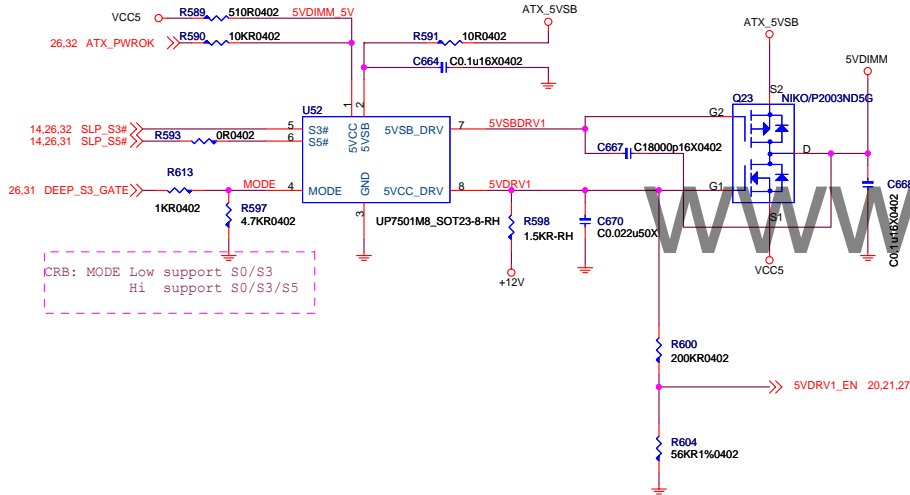 VCC5 R589 510R0402 5VDIMM_5V ATX_5VSB
26,32 ATX_PWROK R590 10KR0402 R591 10R0402 ATX_5VSB
C664 C0.1u16X0402 5VDIMM
U52 1 2 S2 Q23 NIKO/P2003ND5G
14,26,32 SLP_S3# 5 S3# 5VCC 5VSB 5VSB_DRV 7 5VSBDRV1 G2
14,26,31 SLP_S5# R593 0R0402 6 S5# C667 C18000p16X0402 D
R613 GND
26,31 DEEP_S3_GATE MODE 4 MODE 5VCC_DRV 8 5VDRV1 G1 C668
1KR0402 R597 3 UP7501M8_SOT23-8-RH R598 C670 S1 C0.1u16X0402
4.7KR0402 1.5KR-RH C0.022u50X WWW
CRB: MODE Low support S0/S3 +12V VCC5
Hi support S0/S3/S5
R600
200KR0402
5VDRV1_EN 20,21,27
R604
56KR1%0402